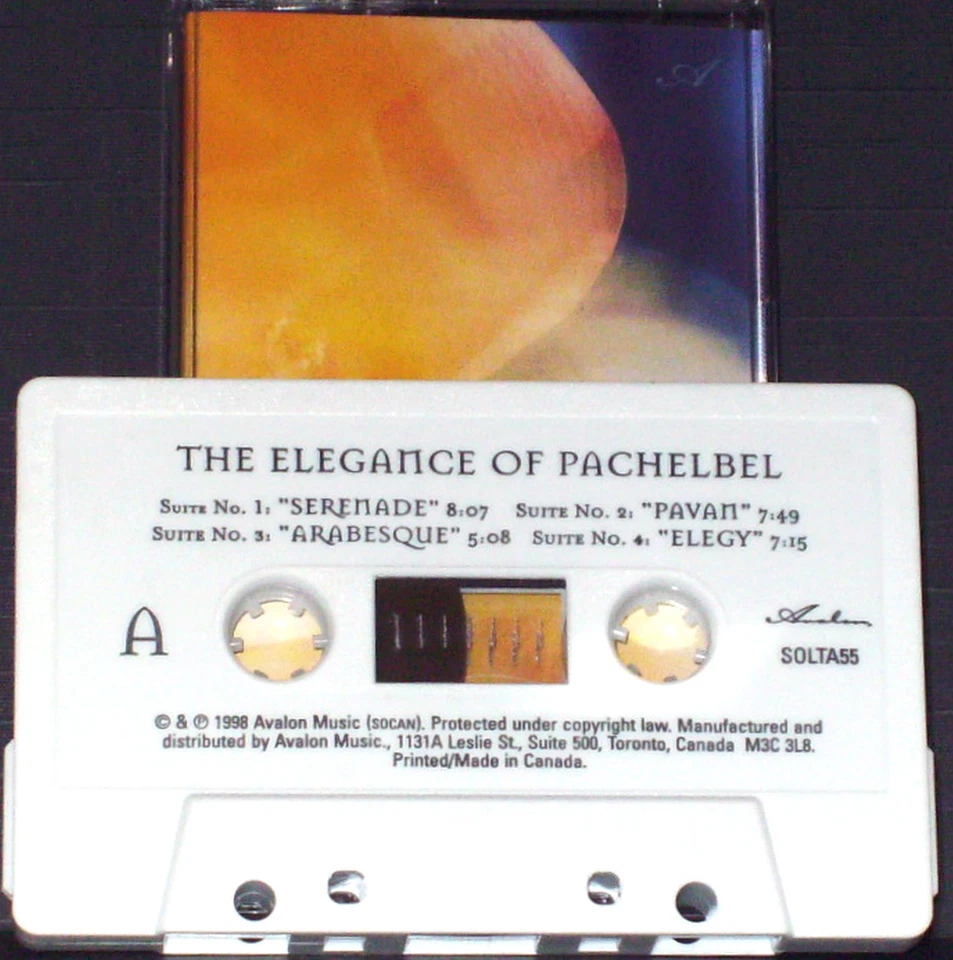 A
THE ELEGANCE OF PACHELBEL
SUITE NO. 1: "SERENADE" 8:07 SUITE NO. 2: "PAVAN" 7:49
SUITE NO. 3: "ARABESQUE" 5:08 SUITE NO. 4: "ELEGY" 7:15
A
Avalon
SOLTA55
© & ℗ 1998 Avalon Music (SOCAN). Protected under copyright law. Manufactured and
distributed by Avalon Music., 1131A Leslie St., Suite 500, Toronto, Canada M3C 3L8.
Printed/Made in Canada.